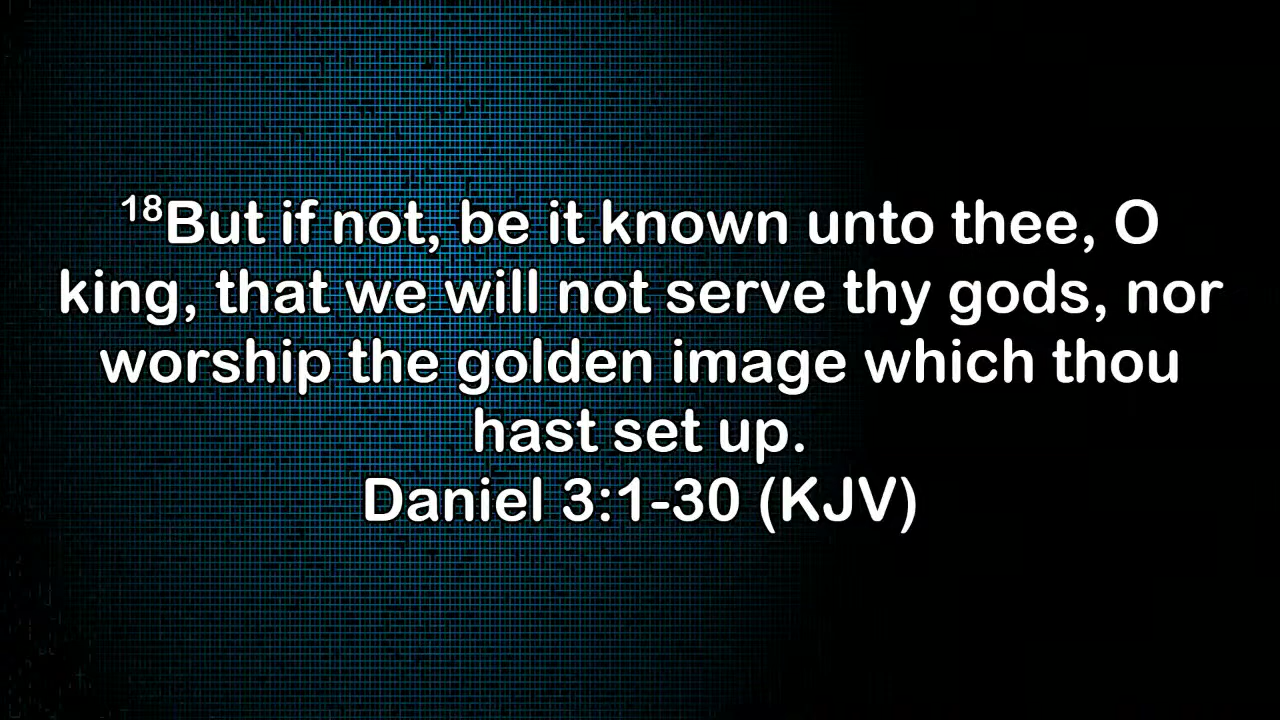 18But if not, be it known unto thee, O
king, that we will not serve thy gods, nor
worship the golden image which thou
hast set up.
Daniel 3:1-30 (KJV)